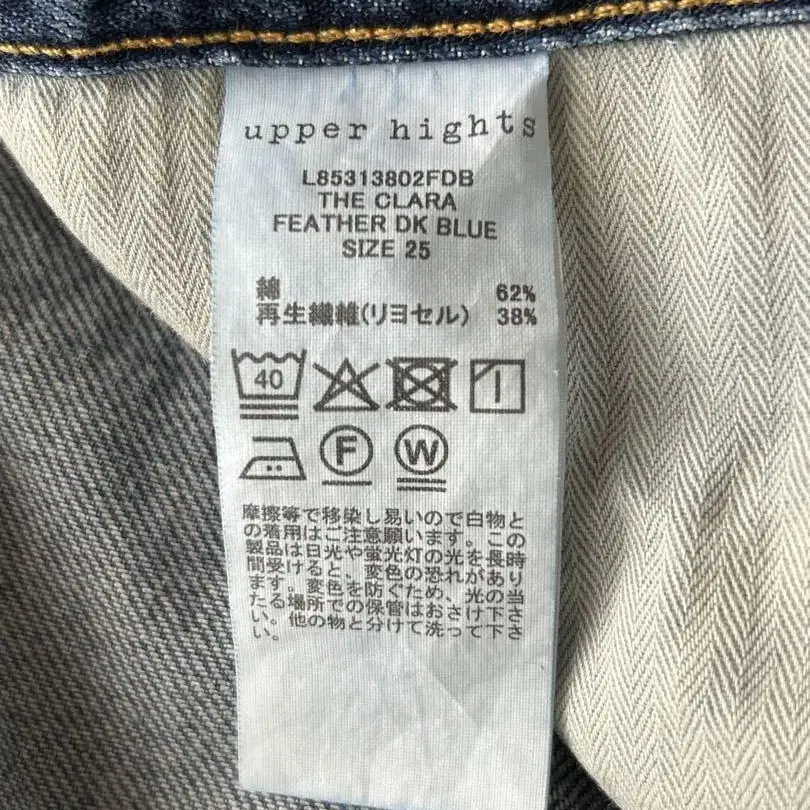 upper hights
L85313802FDB
THE CLARA
FEATHER DK BLUE
SIZE 25
綿 62%
再生繊維(リヨセル) 38%
40
F W
摩擦等で移染し易いので白物と
の着用はご注意願います。この
製品は日光や蛍光灯の光を長時
間受けると、変色の恐れがあり
ます。変色を防ぐため、光の当
たる場所での保管はおさけ下さ
い。他の物と分けて洗って下さ
い。